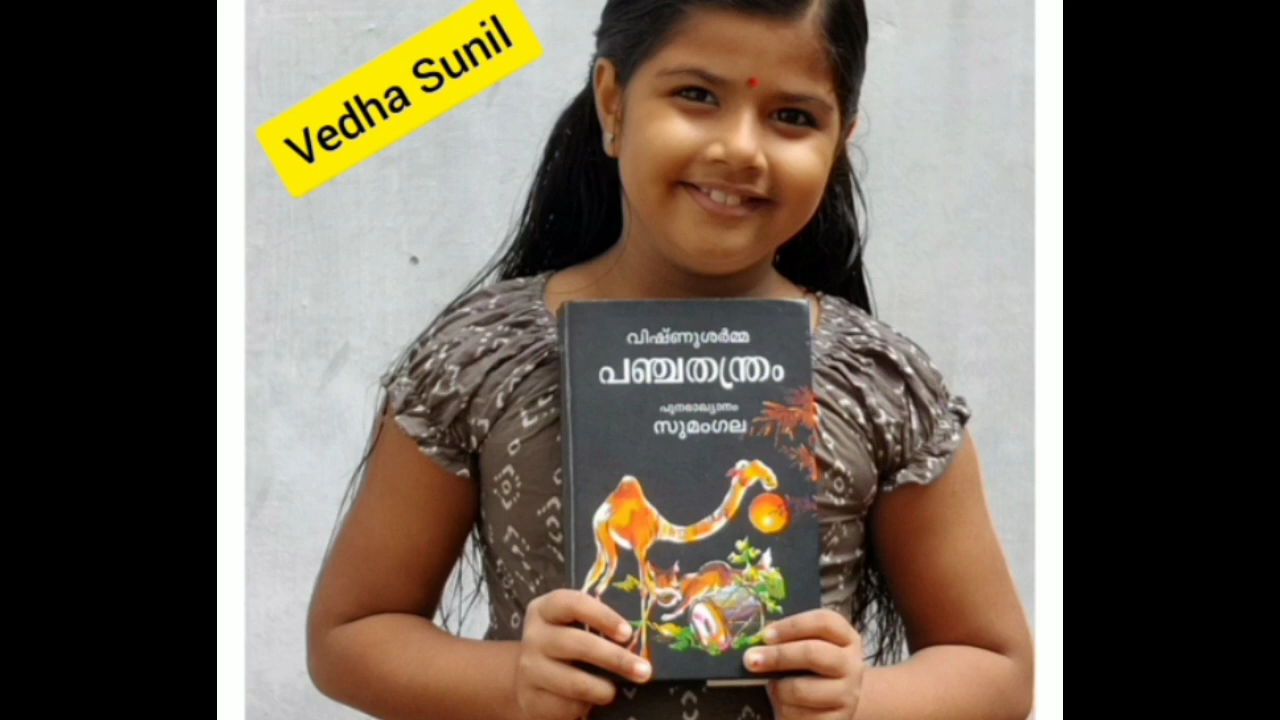 Vedha Sunil
വിഷ്ണുശർമ്മ
പഞ്ചതന്ത്രം
പുനരാഖ്യാനം
സുമംഗല